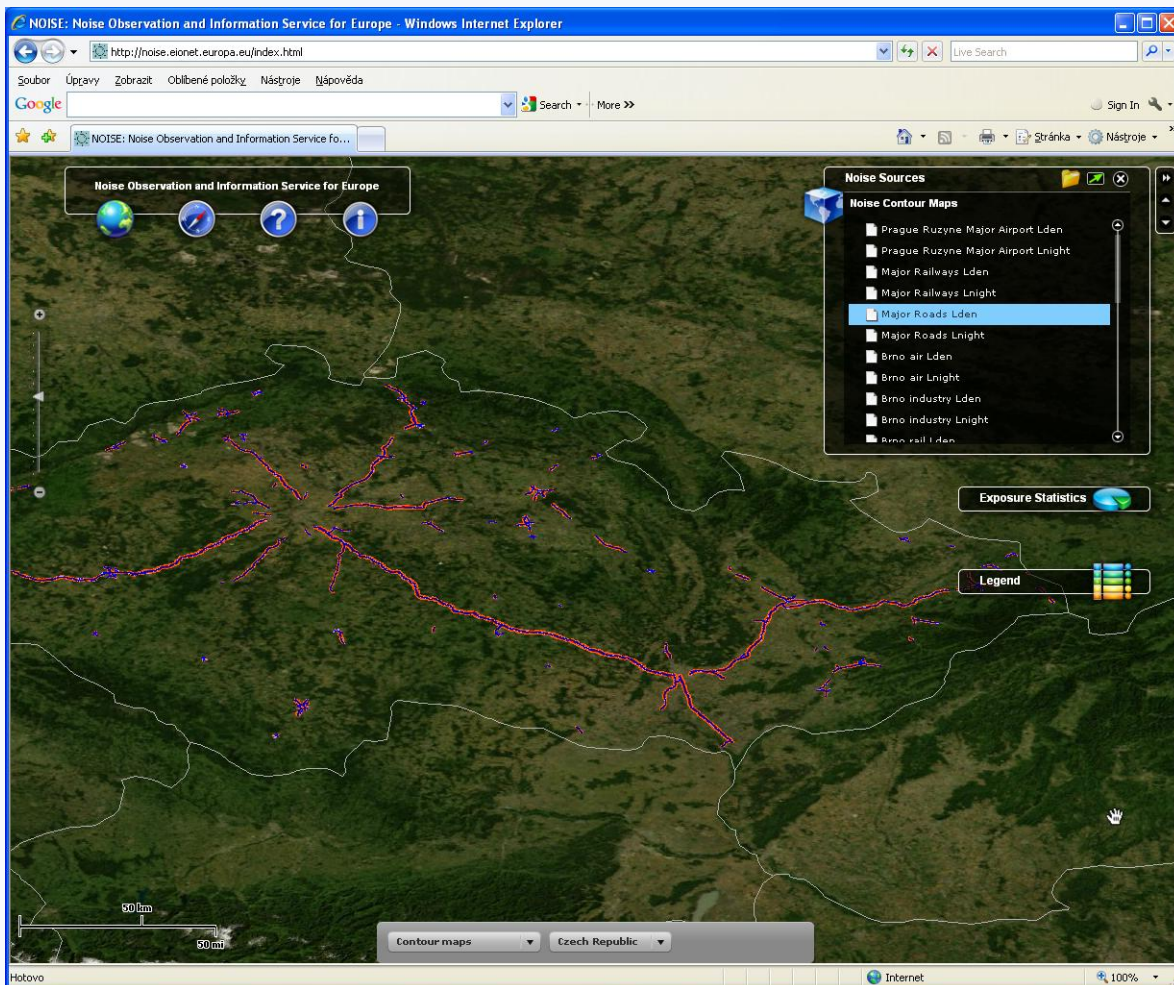 NOISE: Noise Observation and Information Service for Europe - Windows Internet Explorer
http://noise.eionet.europa.eu/index.html
Live Search
Soubor Úpravy Zobrazit Oblíbené položky Nástroje Nápověda
Google Search More >> Sign In
NOISE: Noise Observation and Information Service fo... Stránka Nástroje
Noise Observation and Information Service for Europe
Noise Sources
Noise Contour Maps
Prague Ruzyne Major Airport Lden
Prague Ruzyne Major Airport Lnight
Major Railways Lden
Major Railways Lnight
Major Roads Lden
Major Roads Lnight
Brno air Lden
Brno air Lnight
Brno industry Lden
Brno industry Lnight
Brno rail Lden
Exposure Statistics
Legend
50 km
50 mi
Contour maps Czech Republic
Hotovo Internet 100%